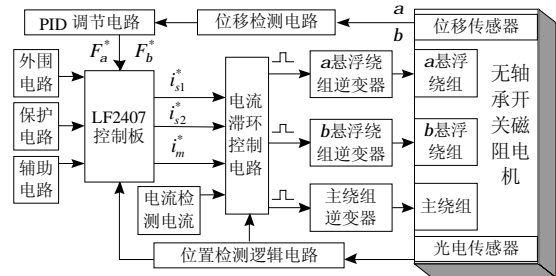 PID 调节电路
位移检测电路
a
b
位移传感器
F*a
F*b
外围
电路
保护
电路
辅助
电路
LF2407
控制板
i*s1
i*s2
i*m
电流
滞环
控制
电路
电流检
测电流
a悬浮绕
组逆变器
b悬浮绕
组逆变器
主绕组
逆变器
a悬浮
绕组
b悬浮
绕组
主绕组
无轴
承开
关磁
阻电
机
位置检测逻辑电路
光电传感器